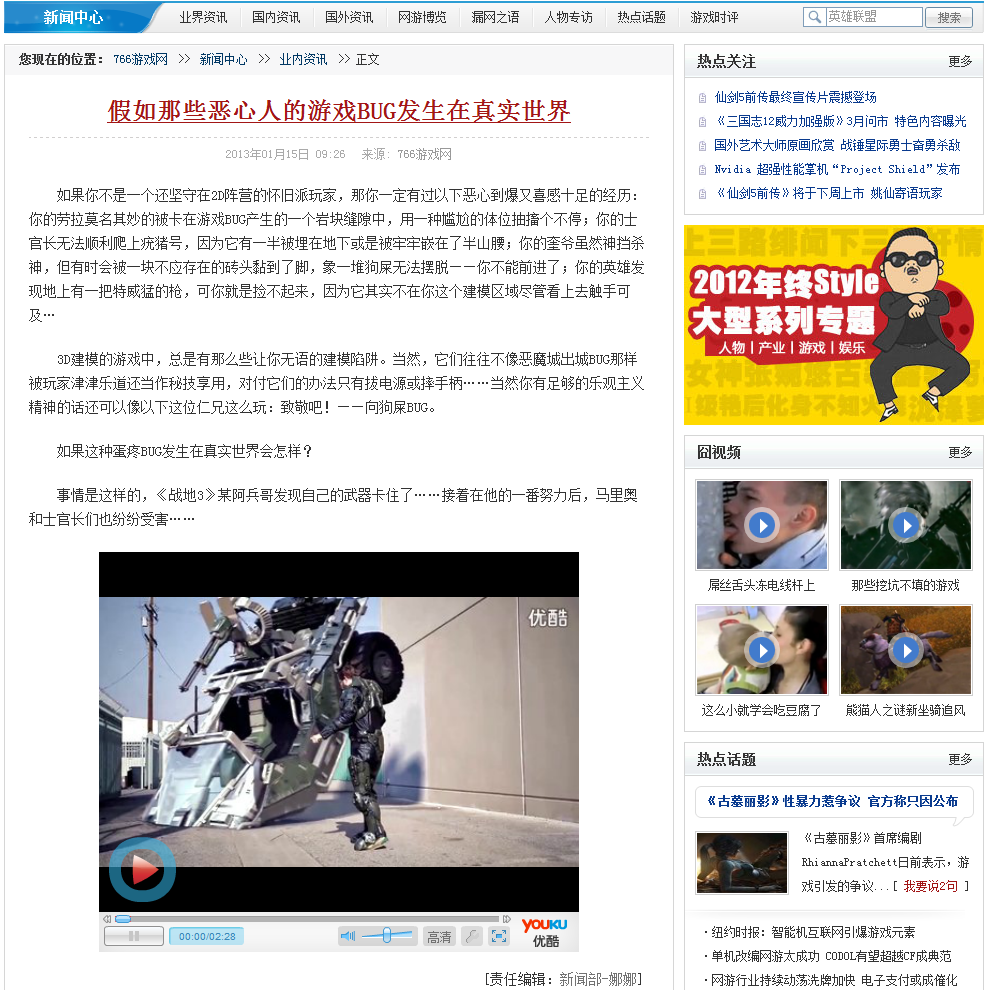 新闻中心
业界资讯 国内资讯 国外资讯 网游博览 漏网之语 人物专访 热点话题 游戏时评
英雄联盟 搜索
您现在的位置： 766游戏网 >> 新闻中心 >> 业内资讯 >> 正文
假如那些恶心人的游戏BUG发生在真实世界
2013年01月15日 09:26 来源： 766游戏网
如果你不是一个还坚守在2D阵营的怀旧派玩家，那你一定有过以下恶心到爆又喜感十足的经历：
你的劳拉莫名其妙的被卡在游戏BUG产生的一个岩块缝隙中，用一种尴尬的体位抽搐个不停；你的士
官长无法顺利爬上疣猪号，因为它有一半被埋在地下或是被牢牢嵌在了半山腰；你的奎爷虽然神挡杀
神，但有时会被一块不应存在的砖头黏到了脚，象一堆狗屎无法摆脱——你不能前进了；你的英雄发
现地上有一把特威猛的枪，可你就是捡不起来，因为它其实不在你这个建模区域尽管看上去触手可
及…
3D建模的游戏中，总是有那么些让你无语的建模陷阱。当然，它们往往不像恶魔城出城BUG那样
被玩家津津乐道还当作秘技享用，对付它们的办法只有拔电源或摔手柄……当然你有足够的乐观主义
精神的话还可以像以下这位仁兄这么玩：致敬吧！——向狗屎BUG。
如果这种蛋疼BUG发生在真实世界会怎样？
事情是这样的，《战地3》某阿兵哥发现自己的武器卡住了……接着在他的一番努力后，马里奥
和士官长们也纷纷受害……
优酷
00:00/02:28 高清 YOUKU
优酷
[责任编辑：新闻部-娜娜]
热点关注 更多
仙剑5前传最终宣传片震撼登场
《三国志12威力加强版》3月问市 特色内容曝光
国外艺术大师原画欣赏 战锤星际勇士奋勇杀敌
Nvidia 超强性能掌机“Project Shield”发布
《仙剑5前传》将于下周上市 姚仙寄语玩家
2012年终Style
大型系列专题
人物 | 产业 | 游戏 | 娱乐
囧视频 更多
屌丝舌头冻电线杆上 那些挖坑不填的游戏
这么小就学会吃豆腐了 熊猫人之谜新坐骑追风
热点话题 更多
《古墓丽影》性暴力惹争议 官方称只因公布
《古墓丽影》首席编剧
RhiannaPratchett日前表示，游
戏引发的争议...[ 我要说2句 ]
·纽约时报：智能机互联网引爆游戏元素
·单机改编网游太成功 CODOL有望超越CF成典范
·网游行业持续动荡洗牌加快 电子支付或成催化